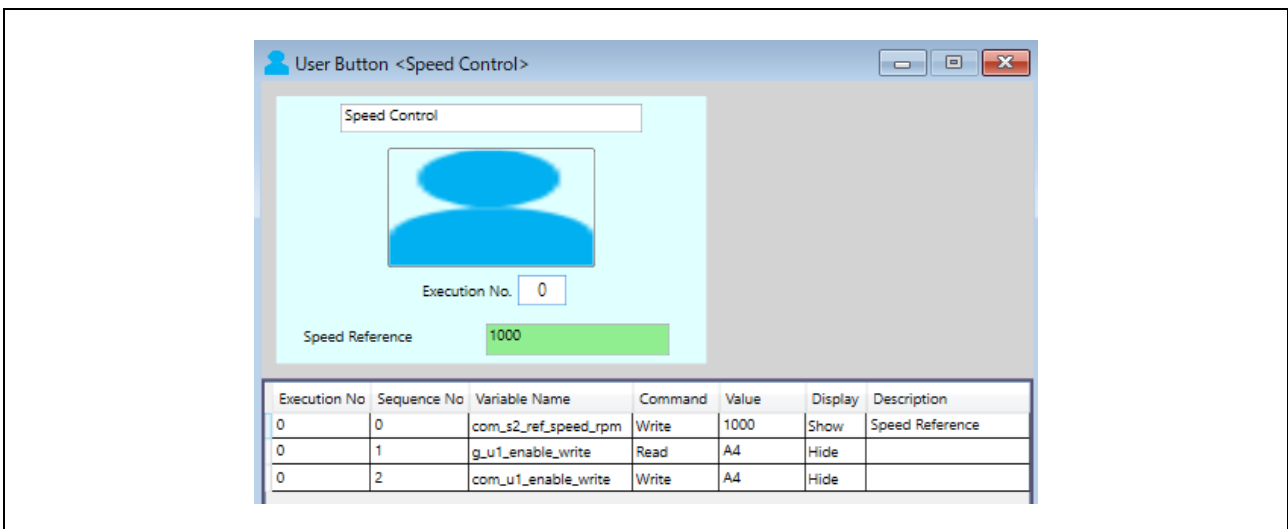 User Button <Speed Control>
Speed Control
Execution No. 0
Speed Reference 1000
Execution No Sequence No Variable Name Command Value Display Description
0 0 com_s2_ref_speed_rpm Write 1000 Show Speed Reference
0 1 g_u1_enable_write Read A4 Hide
0 2 com_u1_enable_write Write A4 Hide